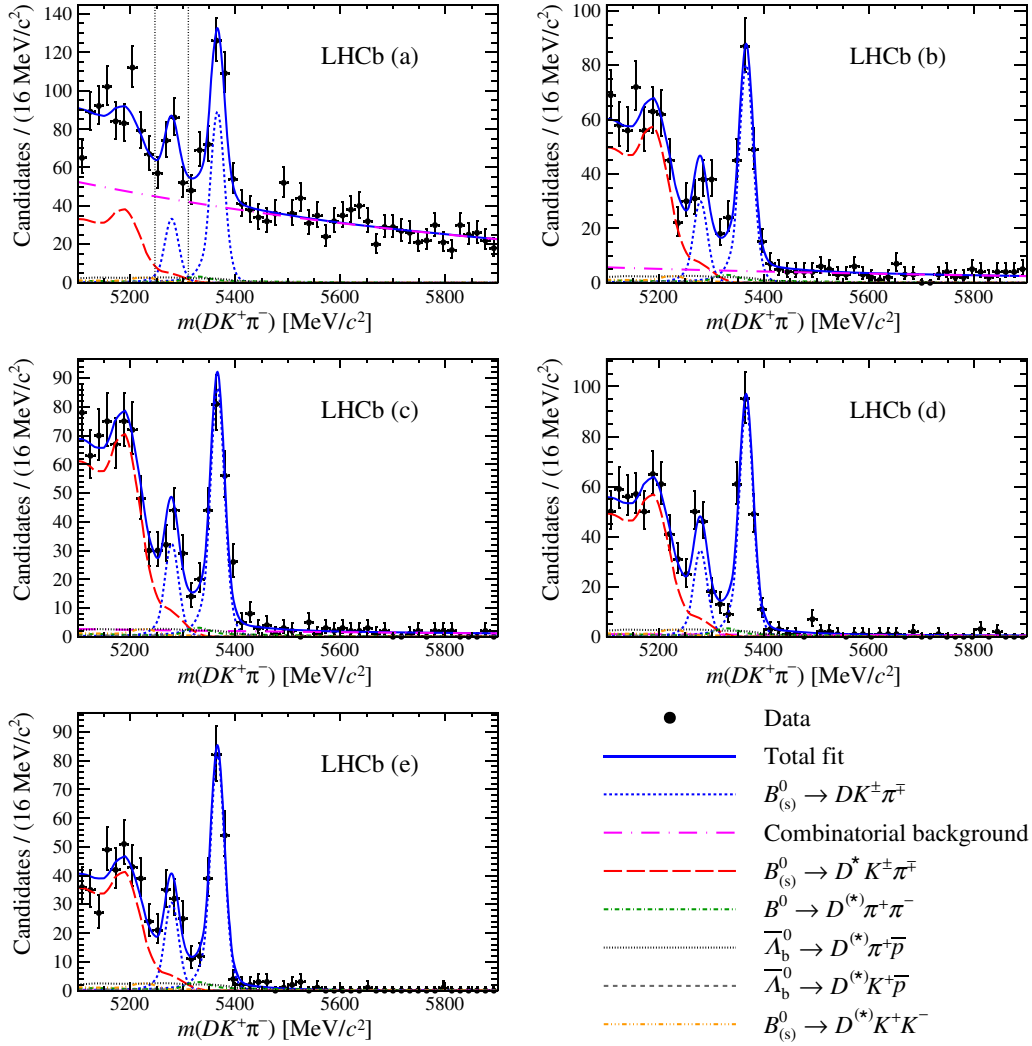 LHCb (a)
Candidates / (16 MeV/c²)
140
120
100
80
60
40
20
0
5200 5400 5600 5800
m(DK⁺π⁻) [MeV/c²]
LHCb (b)
Candidates / (16 MeV/c²)
100
80
60
40
20
0
5200 5400 5600 5800
m(DK⁺π⁻) [MeV/c²]
LHCb (c)
Candidates / (16 MeV/c²)
90
80
70
60
50
40
30
20
10
0
5200 5400 5600 5800
m(DK⁺π⁻) [MeV/c²]
LHCb (d)
Candidates / (16 MeV/c²)
100
80
60
40
20
0
5200 5400 5600 5800
m(DK⁺π⁻) [MeV/c²]
LHCb (e)
Candidates / (16 MeV/c²)
90
80
70
60
50
40
30
20
10
0
5200 5400 5600 5800
m(DK⁺π⁻) [MeV/c²]
Data
Total fit
B⁰₍ₛ₎ → DK±π∓
Combinatorial background
B⁰₍ₛ₎ → D*K±π∓
B⁰ → D⁽*⁾π⁺π⁻
Λ̅_b⁰ → D⁽*⁾π⁺p̅
Λ̅_b⁰ → D⁽*⁾K⁺p̅
B⁰₍ₛ₎ → D⁽*⁾K⁺K⁻